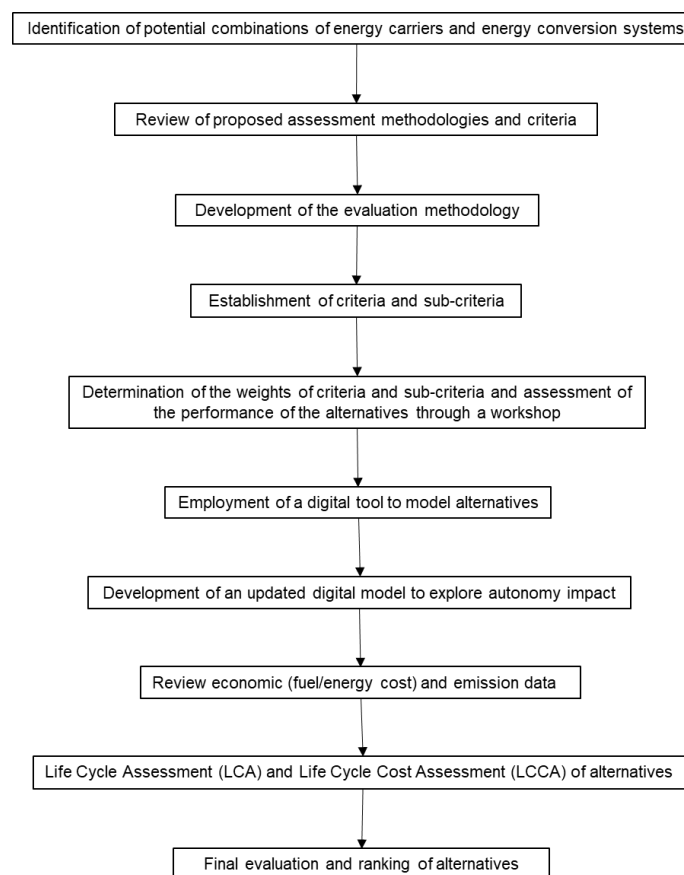 Identification of potential combinations of energy carriers and energy conversion systems
Review of proposed assessment methodologies and criteria
Development of the evaluation methodology
Establishment of criteria and sub-criteria
Determination of the weights of criteria and sub-criteria and assessment of
the performance of the alternatives through a workshop
Employment of a digital tool to model alternatives
Development of an updated digital model to explore autonomy impact
Review economic (fuel/energy cost) and emission data
Life Cycle Assessment (LCA) and Life Cycle Cost Assessment (LCCA) of alternatives
Final evaluation and ranking of alternatives